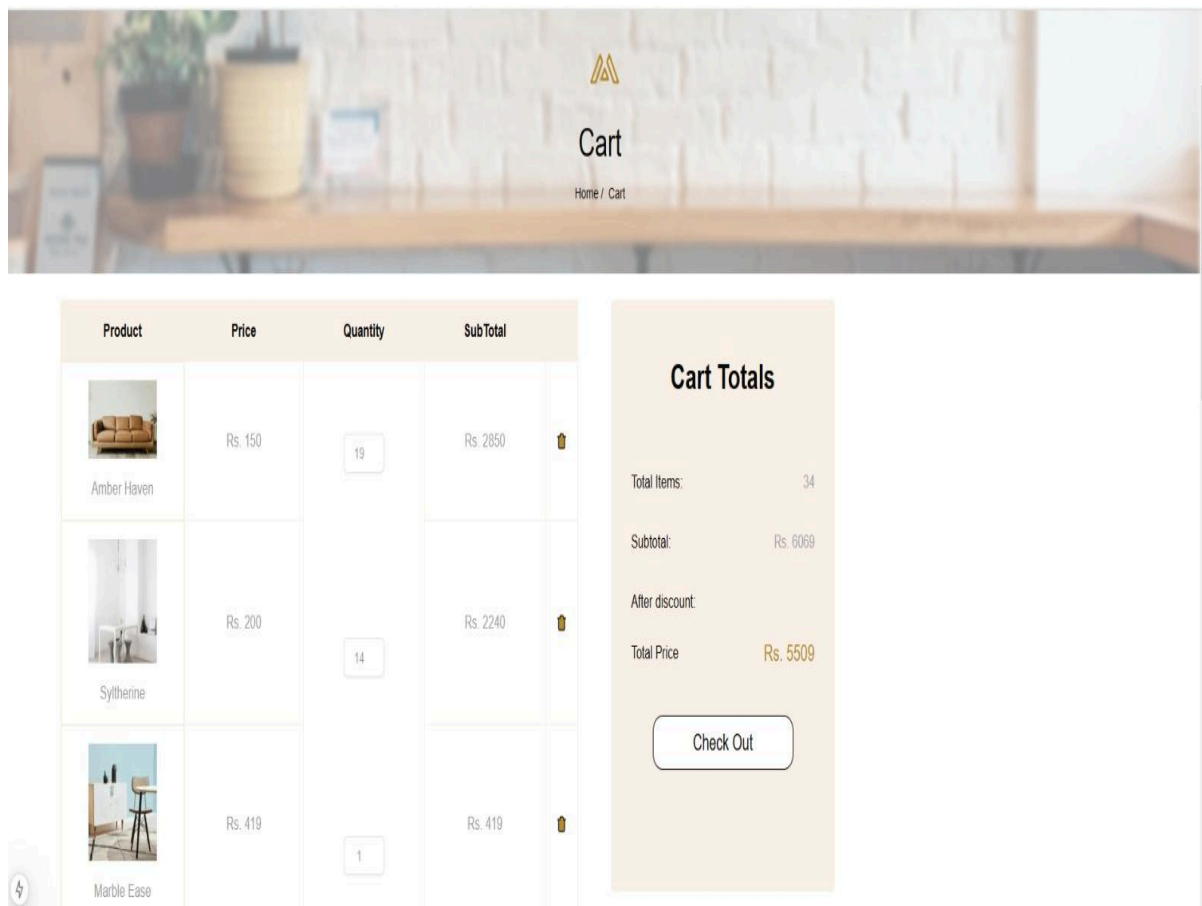 Cart
Home / Cart
Product Price Quantity SubTotal
Rs. 150 19 Rs. 2850
Amber Haven
Rs. 200 14 Rs. 2240
Syltherine
Rs. 419 1 Rs. 419
Marble Ease
Cart Totals
Total Items: 34
Subtotal: Rs. 6069
After discount:
Total Price Rs. 5509
Check Out